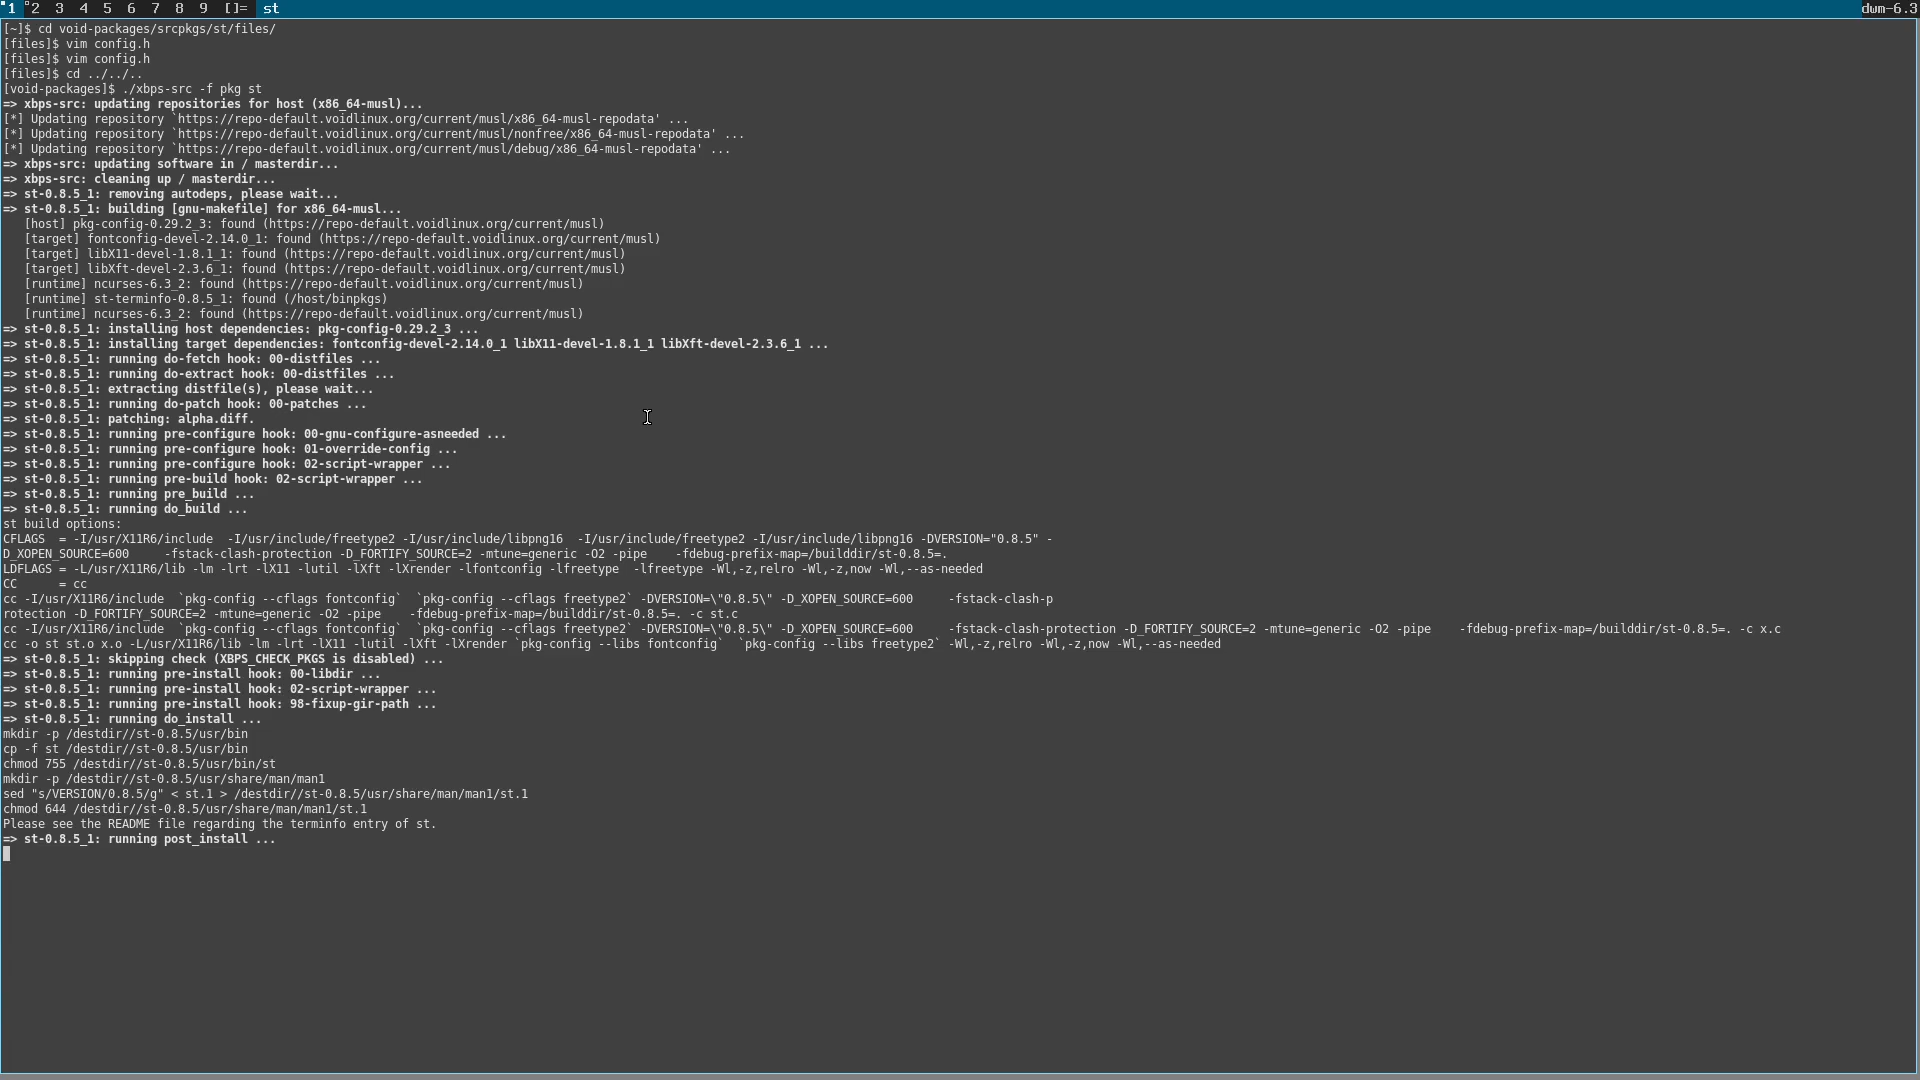 1 2 3 4 5 6 7 8 9 []= st dwm-6.3
[~]$ cd void-packages/srcpkgs/st/files/
[files]$ vim config.h
[files]$ vim config.h
[files]$ cd ../../..
[void-packages]$ ./xbps-src -f pkg st
=> xbps-src: updating repositories for host (x86_64-musl)...
[*] Updating repository `https://repo-default.voidlinux.org/current/musl/x86_64-musl-repodata' ...
[*] Updating repository `https://repo-default.voidlinux.org/current/musl/nonfree/x86_64-musl-repodata' ...
[*] Updating repository `https://repo-default.voidlinux.org/current/musl/debug/x86_64-musl-repodata' ...
=> xbps-src: updating software in / masterdir...
=> xbps-src: cleaning up / masterdir...
=> st-0.8.5_1: removing autodeps, please wait...
=> st-0.8.5_1: building [gnu-makefile] for x86_64-musl...
   [host] pkg-config-0.29.2_3: found (https://repo-default.voidlinux.org/current/musl)
   [target] fontconfig-devel-2.14.0_1: found (https://repo-default.voidlinux.org/current/musl)
   [target] libX11-devel-1.8.1_1: found (https://repo-default.voidlinux.org/current/musl)
   [target] libXft-devel-2.3.6_1: found (https://repo-default.voidlinux.org/current/musl)
   [runtime] ncurses-6.3_2: found (https://repo-default.voidlinux.org/current/musl)
   [runtime] st-terminfo-0.8.5_1: found (/host/binpkgs)
   [runtime] ncurses-6.3_2: found (https://repo-default.voidlinux.org/current/musl)
=> st-0.8.5_1: installing host dependencies: pkg-config-0.29.2_3 ...
=> st-0.8.5_1: installing target dependencies: fontconfig-devel-2.14.0_1 libX11-devel-1.8.1_1 libXft-devel-2.3.6_1 ...
=> st-0.8.5_1: running do-fetch hook: 00-distfiles ...
=> st-0.8.5_1: running do-extract hook: 00-distfiles ...
=> st-0.8.5_1: extracting distfile(s), please wait...
=> st-0.8.5_1: running do-patch hook: 00-patches ...
=> st-0.8.5_1: patching: alpha.diff.
=> st-0.8.5_1: running pre-configure hook: 00-gnu-configure-asneeded ...
=> st-0.8.5_1: running pre-configure hook: 01-override-config ...
=> st-0.8.5_1: running pre-configure hook: 02-script-wrapper ...
=> st-0.8.5_1: running pre-build hook: 02-script-wrapper ...
=> st-0.8.5_1: running pre_build ...
=> st-0.8.5_1: running do_build ...
st build options:
CFLAGS  = -I/usr/X11R6/include  -I/usr/include/freetype2 -I/usr/include/libpng16  -I/usr/include/freetype2 -I/usr/include/libpng16 -DVERSION="0.8.5" -
D_XOPEN_SOURCE=600     -fstack-clash-protection -D_FORTIFY_SOURCE=2 -mtune=generic -O2 -pipe    -fdebug-prefix-map=/builddir/st-0.8.5=.
LDFLAGS = -L/usr/X11R6/lib -lm -lrt -lX11 -lutil -lXft -lXrender -lfontconfig -lfreetype  -lfreetype -Wl,-z,relro -Wl,-z,now -Wl,--as-needed
CC      = cc
cc -I/usr/X11R6/include  `pkg-config --cflags fontconfig`  `pkg-config --cflags freetype2` -DVERSION=\"0.8.5\" -D_XOPEN_SOURCE=600     -fstack-clash-p
rotection -D_FORTIFY_SOURCE=2 -mtune=generic -O2 -pipe    -fdebug-prefix-map=/builddir/st-0.8.5=. -c st.c
cc -I/usr/X11R6/include  `pkg-config --cflags fontconfig`  `pkg-config --cflags freetype2` -DVERSION=\"0.8.5\" -D_XOPEN_SOURCE=600     -fstack-clash-protection -D_FORTIFY_SOURCE=2 -mtune=generic -O2 -pipe    -fdebug-prefix-map=/builddir/st-0.8.5=. -c x.c
cc -o st st.o x.o -L/usr/X11R6/lib -lm -lrt -lX11 -lutil -lXft -lXrender `pkg-config --libs fontconfig`  `pkg-config --libs freetype2` -Wl,-z,relro -Wl,-z,now -Wl,--as-needed
=> st-0.8.5_1: skipping check (XBPS_CHECK_PKGS is disabled) ...
=> st-0.8.5_1: running pre-install hook: 00-libdir ...
=> st-0.8.5_1: running pre-install hook: 02-script-wrapper ...
=> st-0.8.5_1: running pre-install hook: 98-fixup-gir-path ...
=> st-0.8.5_1: running do_install ...
mkdir -p /destdir//st-0.8.5/usr/bin
cp -f st /destdir//st-0.8.5/usr/bin
chmod 755 /destdir//st-0.8.5/usr/bin/st
mkdir -p /destdir//st-0.8.5/usr/share/man/man1
sed "s/VERSION/0.8.5/g" < st.1 > /destdir//st-0.8.5/usr/share/man/man1/st.1
chmod 644 /destdir//st-0.8.5/usr/share/man/man1/st.1
Please see the README file regarding the terminfo entry of st.
=> st-0.8.5_1: running post_install ...